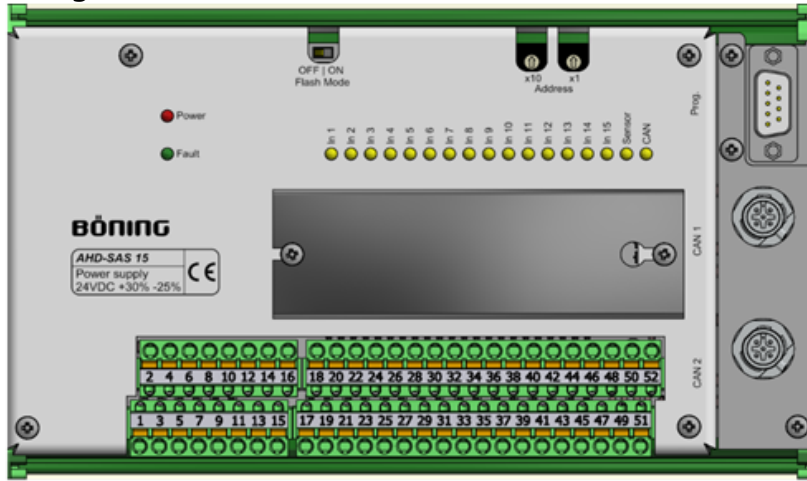 OFF | ON
Flash Mode
x10 x1
Address
Prog.
Power
Fault
In 1
In 2
In 3
In 4
In 5
In 6
In 7
In 8
In 9
In 10
In 11
In 12
In 13
In 14
In 15
Sensor
CAN
BÖNING
AHD-SAS 15
Power supply
24VDC +30% -25%
CE
CAN 1
CAN 2
2 4 6 8 10 12 14 16 18 20 22 24 26 28 30 32 34 36 38 40 42 44 46 48 50 52
1 3 5 7 9 11 13 15 17 19 21 23 25 27 29 31 33 35 37 39 41 43 45 47 49 51